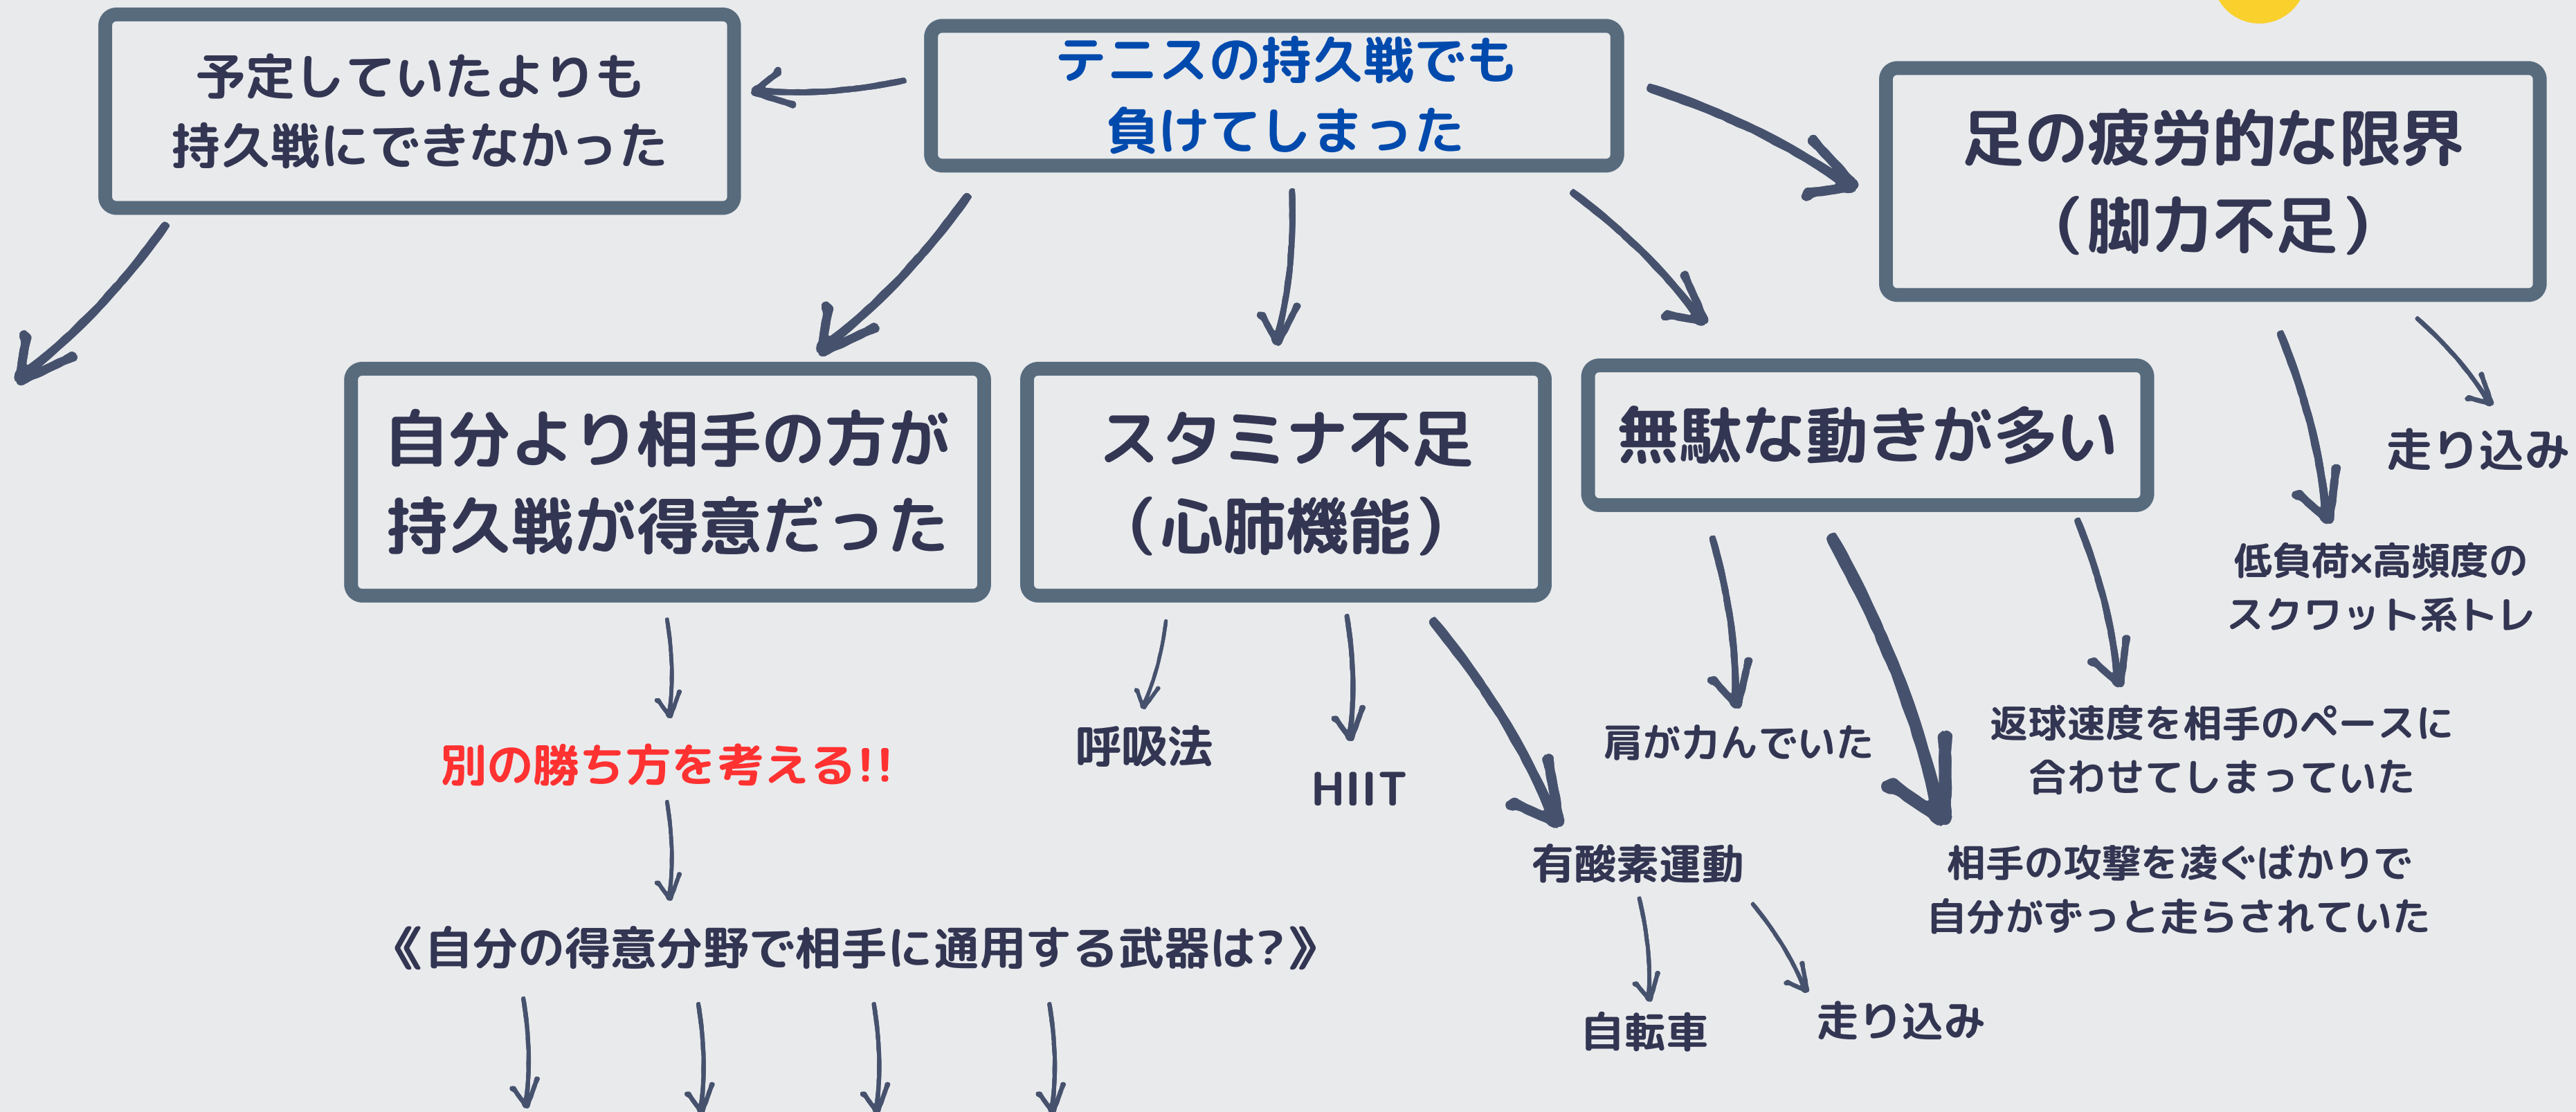 予定していたよりも
持久戦にできなかった
テニスの持久戦でも
負けてしまった
足の疲労的な限界
（脚力不足）
自分より相手の方が
持久戦が得意だった
スタミナ不足
（心肺機能）
無駄な動きが多い
走り込み
低負荷×高頻度の
スクワット系トレ
別の勝ち方を考える!!
呼吸法
HIIT
肩が力んでいた
返球速度を相手のペースに
合わせてしまっていた
有酸素運動
相手の攻撃を凌ぐばかりで
自分がずっと走らされていた
《自分の得意分野で相手に通用する武器は?》
自転車
走り込み